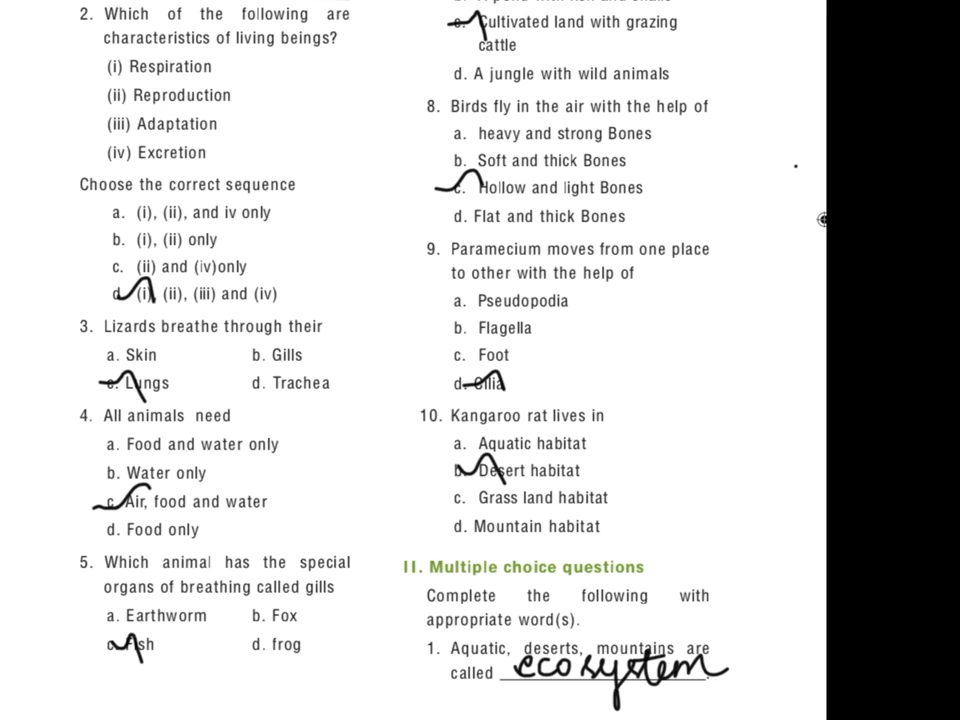 2. Which of the following are
characteristics of living beings?
(i) Respiration
(ii) Reproduction
(iii) Adaptation
(iv) Excretion
Choose the correct sequence
a. (i), (ii), and iv only
b. (i), (ii) only
c. (ii) and (iv)only
d. (i), (ii), (iii) and (iv)
3. Lizards breathe through their
a. Skin b. Gills
c. Lungs d. Trachea
4. All animals need
a. Food and water only
b. Water only
c. Air, food and water
d. Food only
5. Which animal has the special
organs of breathing called gills
a. Earthworm b. Fox
c. Fish d. frog
c. Cultivated land with grazing
cattle
d. A jungle with wild animals
8. Birds fly in the air with the help of
a. heavy and strong Bones
b. Soft and thick Bones
c. Hollow and light Bones
d. Flat and thick Bones
9. Paramecium moves from one place
to other with the help of
a. Pseudopodia
b. Flagella
c. Foot
d. Cilia
10. Kangaroo rat lives in
a. Aquatic habitat
b. Desert habitat
c. Grass land habitat
d. Mountain habitat
II. Multiple choice questions
Complete the following with
appropriate word(s).
1. Aquatic, deserts, mountains are
called ecosystem.